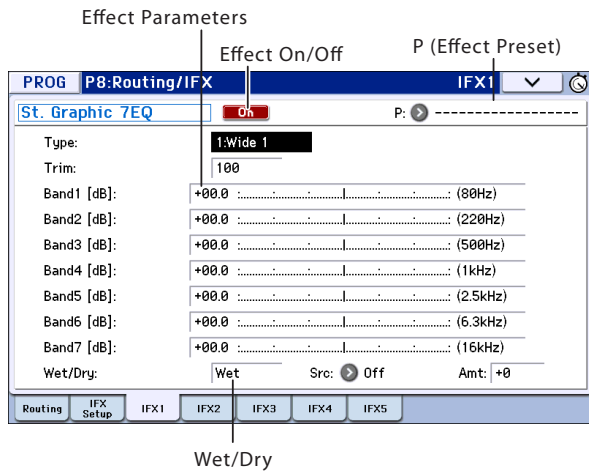 Effect Parameters
Effect On/Off
P (Effect Preset)
PROG P8:Routing/IFX IFX1
St. Graphic 7EQ On P: ------------------
Type: 1:Wide 1
Trim: 100
Band1 [dB]: +00.0 (80Hz)
Band2 [dB]: +00.0 (220Hz)
Band3 [dB]: +00.0 (500Hz)
Band4 [dB]: +00.0 (1kHz)
Band5 [dB]: +00.0 (2.5kHz)
Band6 [dB]: +00.0 (6.3kHz)
Band7 [dB]: +00.0 (16kHz)
Wet/Dry: Wet Src: Off Amt: +0
Routing IFX Setup IFX1 IFX2 IFX3 IFX4 IFX5
Wet/Dry